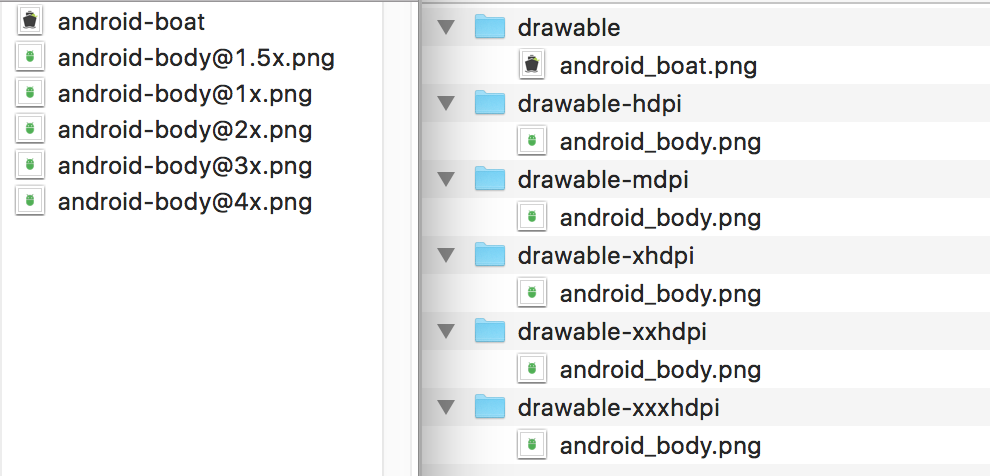 android-boat
android-body@1.5x.png
android-body@1x.png
android-body@2x.png
android-body@3x.png
android-body@4x.png
drawable
android_boat.png
drawable-hdpi
android_body.png
drawable-mdpi
android_body.png
drawable-xhdpi
android_body.png
drawable-xxhdpi
android_body.png
drawable-xxxhdpi
android_body.png